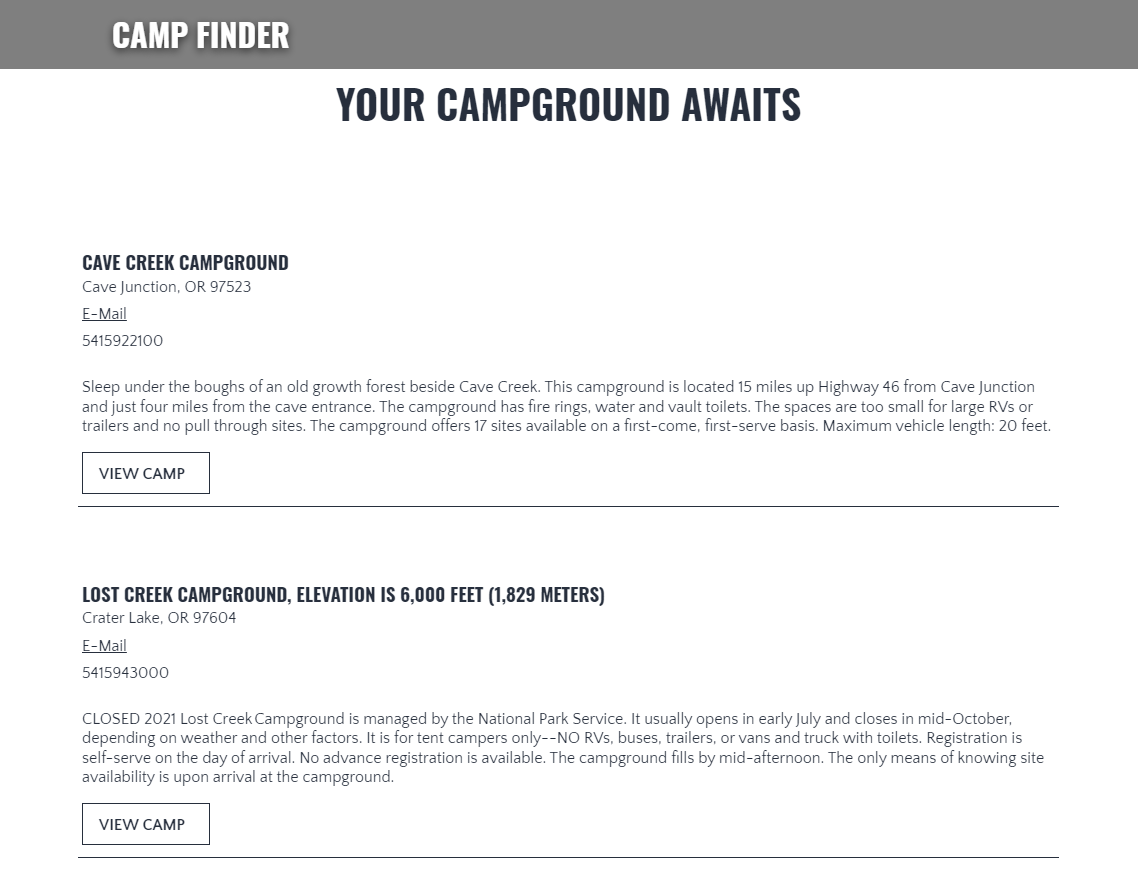 CAMP FINDER
YOUR CAMPGROUND AWAITS
CAVE CREEK CAMPGROUND
Cave Junction, OR 97523
E-Mail
5415922100
Sleep under the boughs of an old growth forest beside Cave Creek. This campground is located 15 miles up Highway 46 from Cave Junction
and just four miles from the cave entrance. The campground has fire rings, water and vault toilets. The spaces are too small for large RVs or
trailers and no pull through sites. The campground offers 17 sites available on a first-come, first-serve basis. Maximum vehicle length: 20 feet.
VIEW CAMP
LOST CREEK CAMPGROUND, ELEVATION IS 6,000 FEET (1,829 METERS)
Crater Lake, OR 97604
E-Mail
5415943000
CLOSED 2021 Lost Creek Campground is managed by the National Park Service. It usually opens in early July and closes in mid-October,
depending on weather and other factors. It is for tent campers only--NO RVs, buses, trailers, or vans and truck with toilets. Registration is
self-serve on the day of arrival. No advance registration is available. The campground fills by mid-afternoon. The only means of knowing site
availability is upon arrival at the campground.
VIEW CAMP